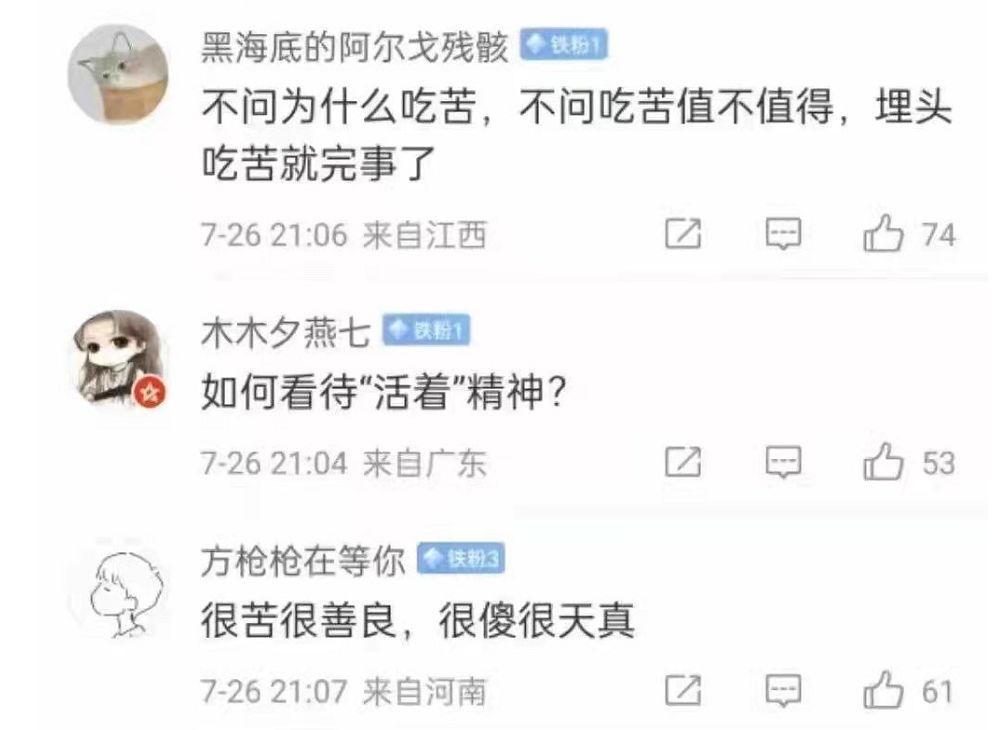 黑海底的阿尔戈残骸 铁粉1
不问为什么吃苦，不问吃苦值不值得，埋头
吃苦就完事了
7-26 21:06 来自江西 74
木木夕燕七 铁粉1
如何看待“活着”精神？
7-26 21:04 来自广东 53
方枪枪在等你 铁粉3
很苦很善良，很傻很天真
7-26 21:07 来自河南 61